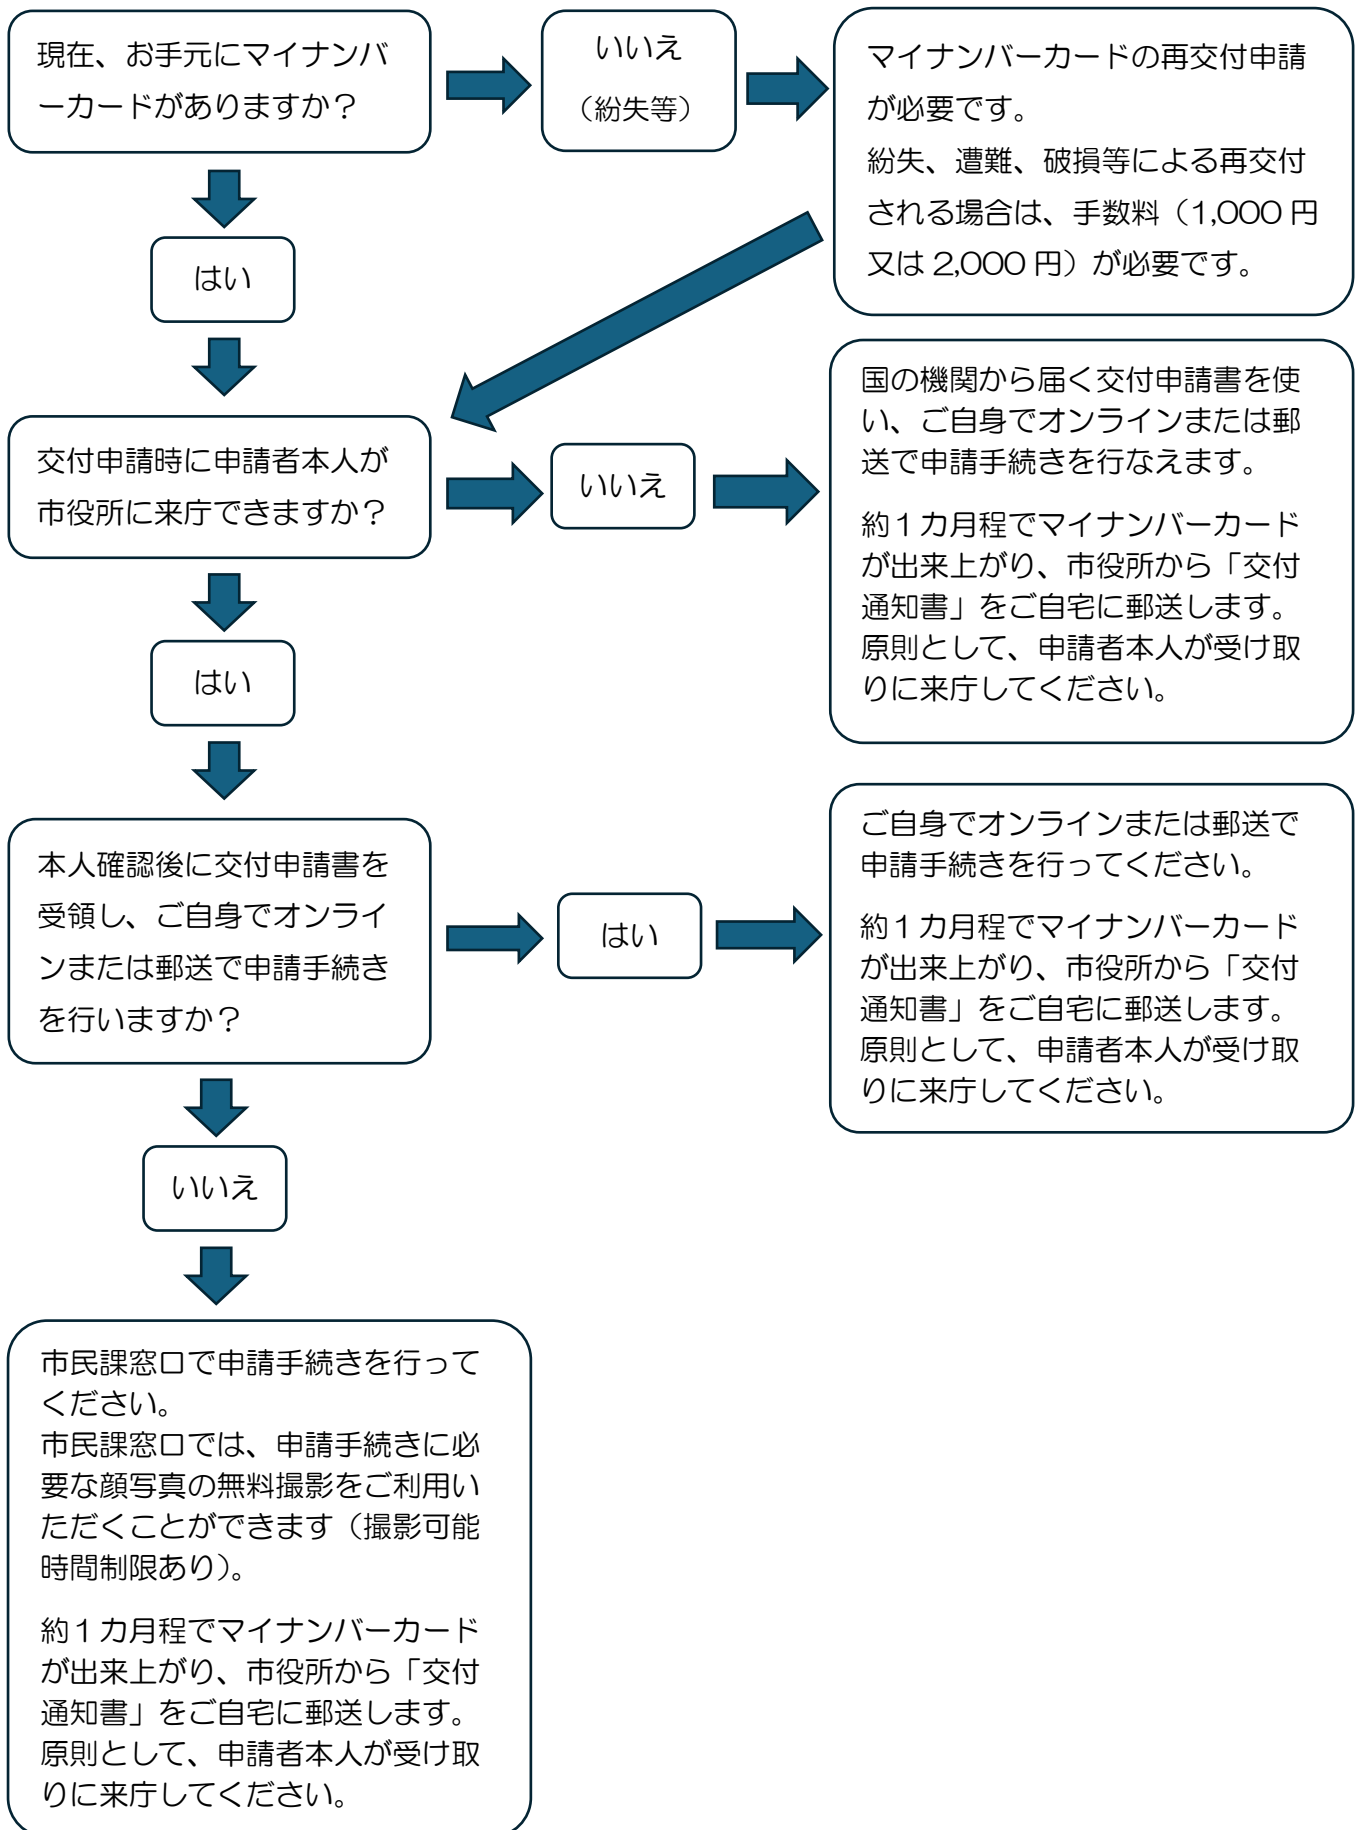 現在、お手元にマイナンバ
ーカードがありますか？
いいえ
（紛失等）
マイナンバーカードの再交付申請
が必要です。
紛失、遭難、破損等による再交付
される場合は、手数料（1,000 円
又は 2,000 円）が必要です。
はい
交付申請時に申請者本人が
市役所に来庁できますか？
いいえ
国の機関から届く交付申請書を使
い、ご自身でオンラインまたは郵
送で申請手続きを行なえます。
約１カ月程でマイナンバーカード
が出来上がり、市役所から「交付
通知書」をご自宅に郵送します。
原則として、申請者本人が受け取
りに来庁してください。
はい
本人確認後に交付申請書を
受領し、ご自身でオンライ
ンまたは郵送で申請手続き
を行いますか？
はい
ご自身でオンラインまたは郵送で
申請手続きを行ってください。
約１カ月程でマイナンバーカード
が出来上がり、市役所から「交付
通知書」をご自宅に郵送します。
原則として、申請者本人が受け取
りに来庁してください。
いいえ
市民課窓口で申請手続きを行って
ください。
市民課窓口では、申請手続きに必
要な顔写真の無料撮影をご利用い
ただくことができます（撮影可能
時間制限あり）。
約１カ月程でマイナンバーカード
が出来上がり、市役所から「交付
通知書」をご自宅に郵送します。
原則として、申請者本人が受け取
りに来庁してください。